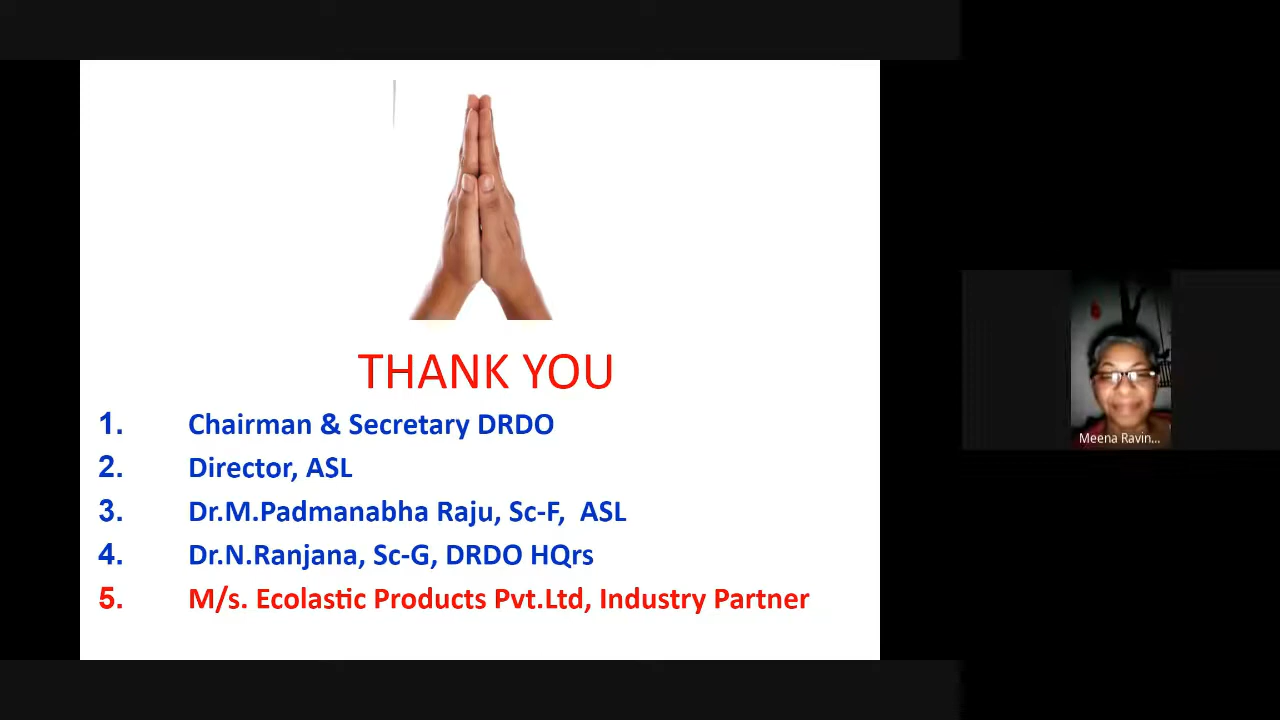 THANK YOU
1. Chairman & Secretary DRDO
2. Director, ASL
3. Dr.M.Padmanabha Raju, Sc-F, ASL
4. Dr.N.Ranjana, Sc-G, DRDO HQrs
5. M/s. Ecolastic Products Pvt.Ltd, Industry Partner
Meena Ravin...